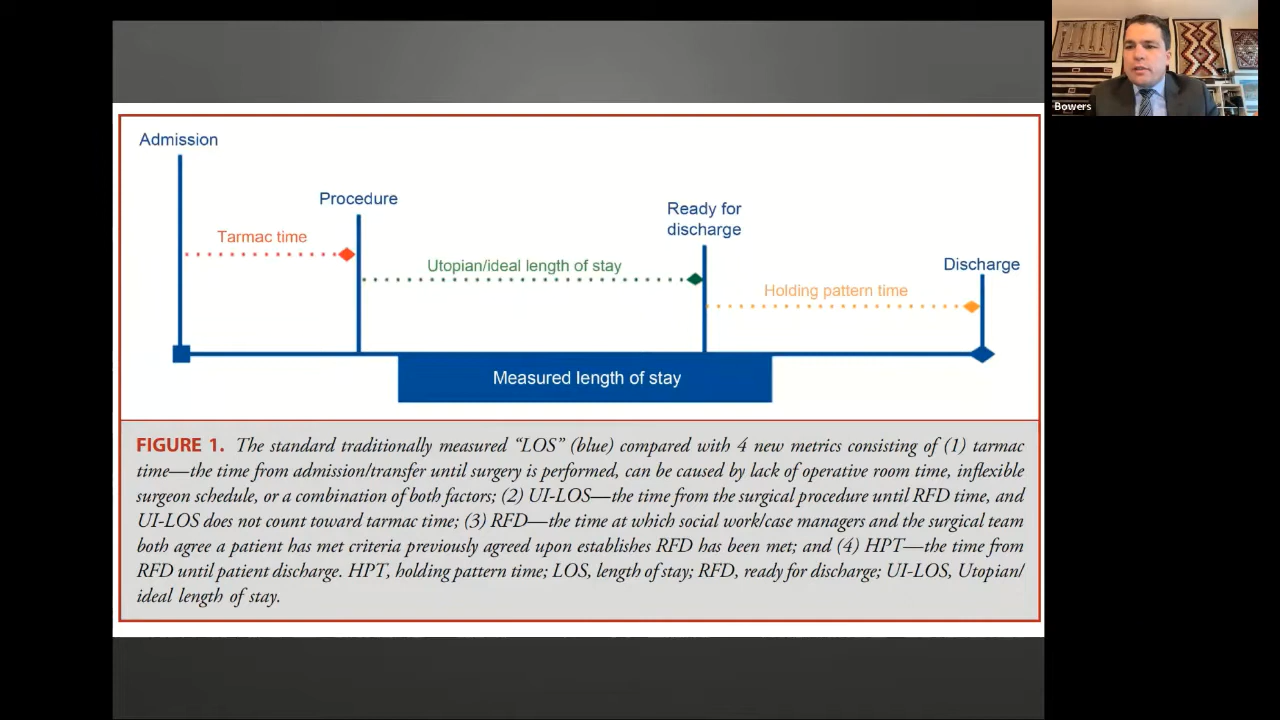 Bowers
Admission
Procedure
Ready for
discharge
Tarmac time
Utopian/ideal length of stay
Discharge
Holding pattern time
Measured length of stay
FIGURE 1. The standard traditionally measured “LOS” (blue) compared with 4 new metrics consisting of (1) tarmac
time—the time from admission/transfer until surgery is performed, can be caused by lack of operative room time, inflexible
surgeon schedule, or a combination of both factors; (2) UI-LOS—the time from the surgical procedure until RFD time, and
UI-LOS does not count toward tarmac time; (3) RFD—the time at which social work/case managers and the surgical team
both agree a patient has met criteria previously agreed upon establishes RFD has been met; and (4) HPT—the time from
RFD until patient discharge. HPT, holding pattern time; LOS, length of stay; RFD, ready for discharge; UI-LOS, Utopian/
ideal length of stay.